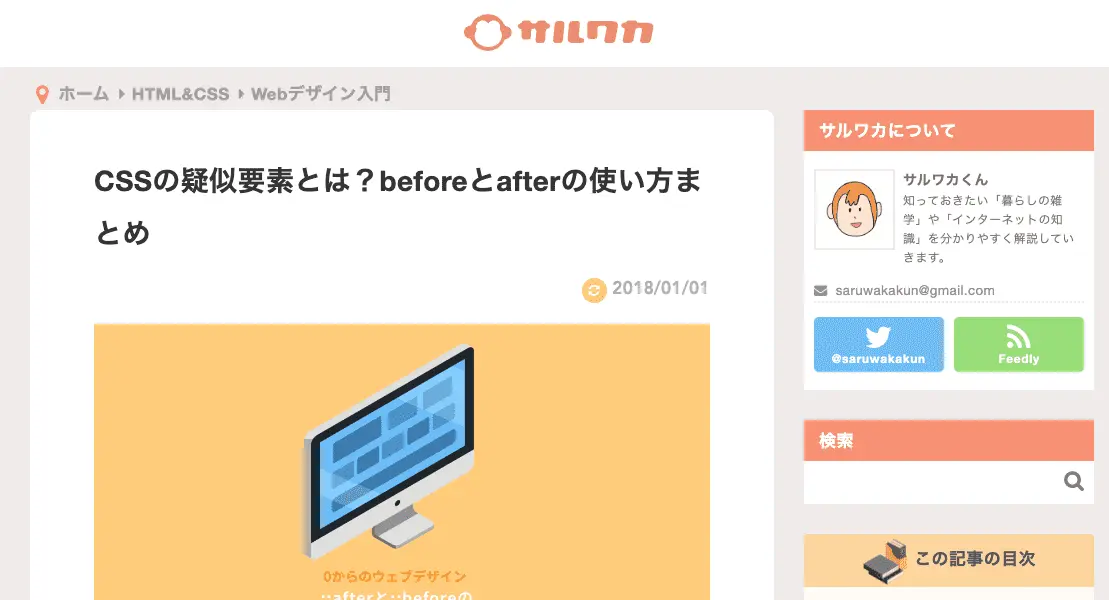 サルワカ
ホーム HTML&CSS Webデザイン入門
CSSの疑似要素とは？beforeとafterの使い方ま
とめ
2018/01/01
0からのウェブデザイン
::afterと::beforeの
サルワカについて
サルワカくん
知っておきたい「暮らしの雑
学」や「インターネットの知
識」を分かりやすく解説してい
きます。
saruwakakun@gmail.com
@saruwakakun
Feedly
検索
この記事の目次